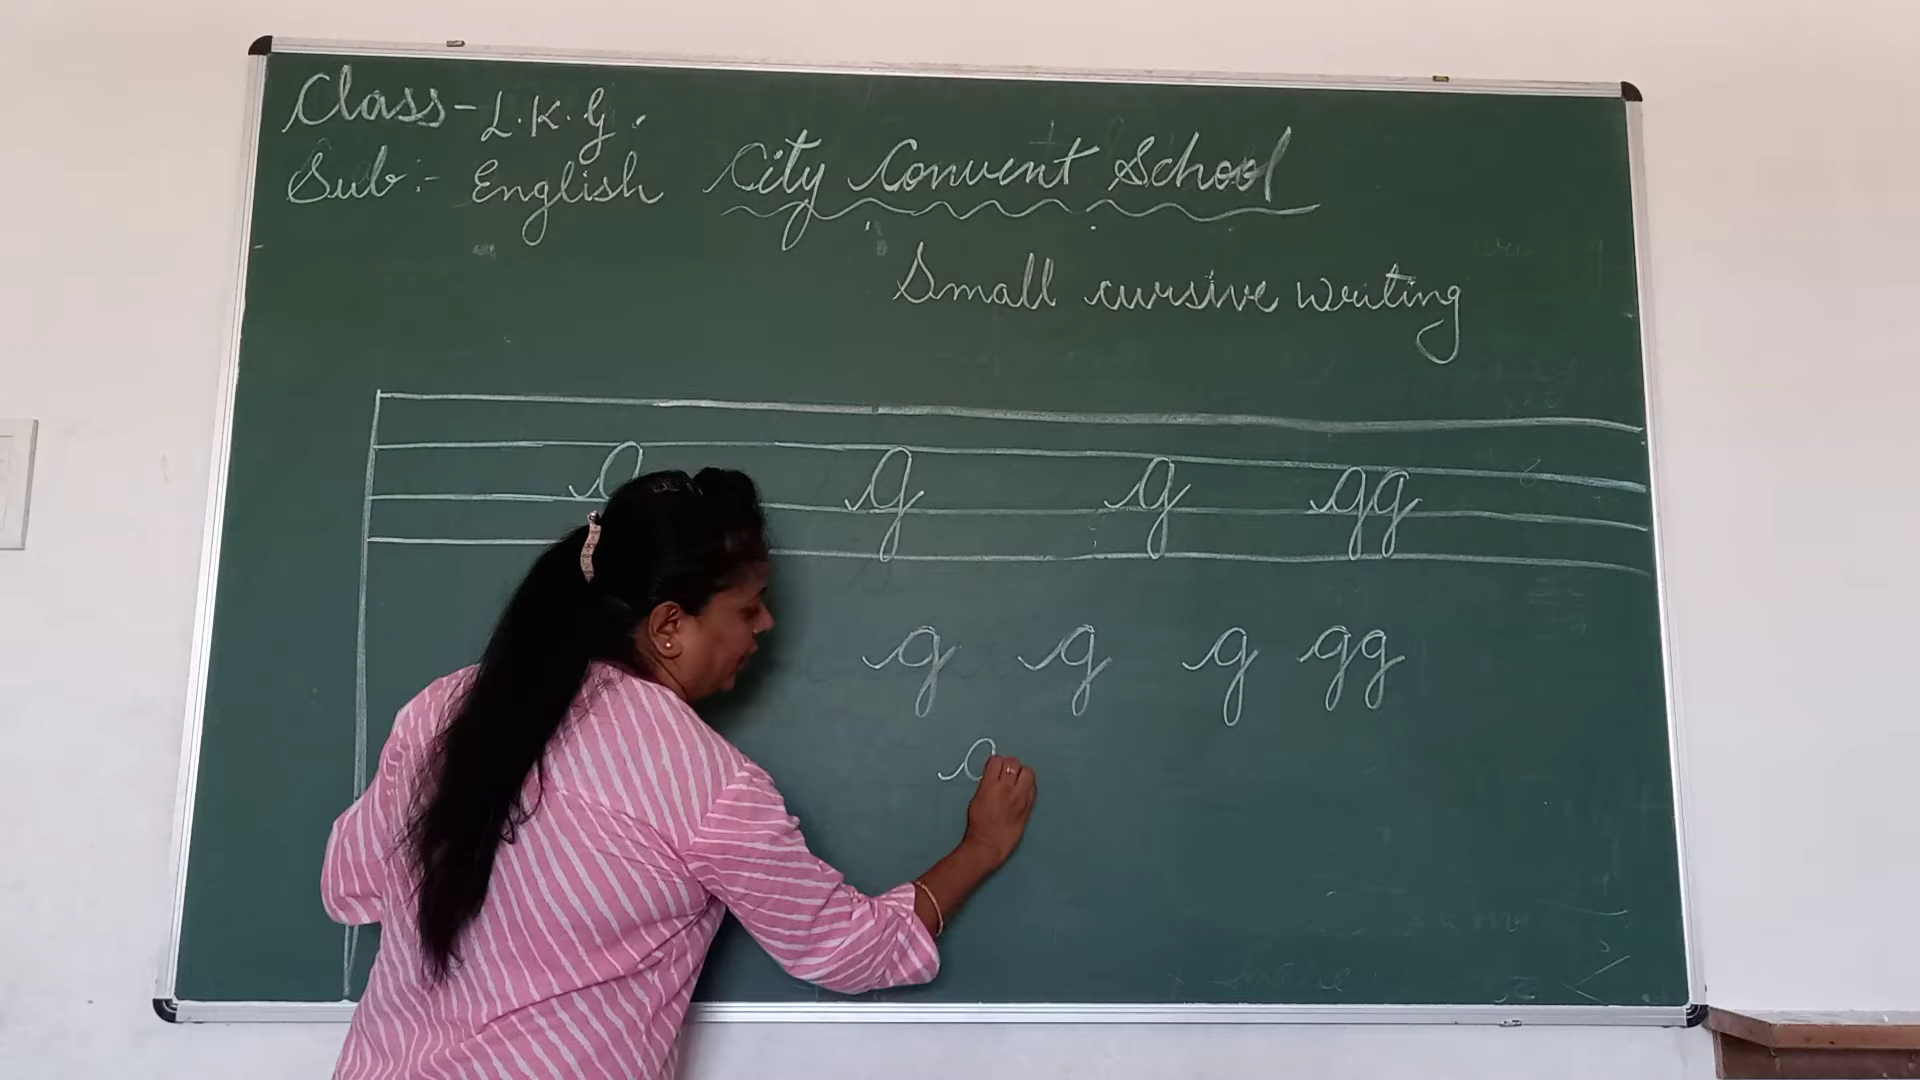 Class - L.K.G.
Sub :- English
City Convent School
Small cursive writing
g g gg
g g g gg